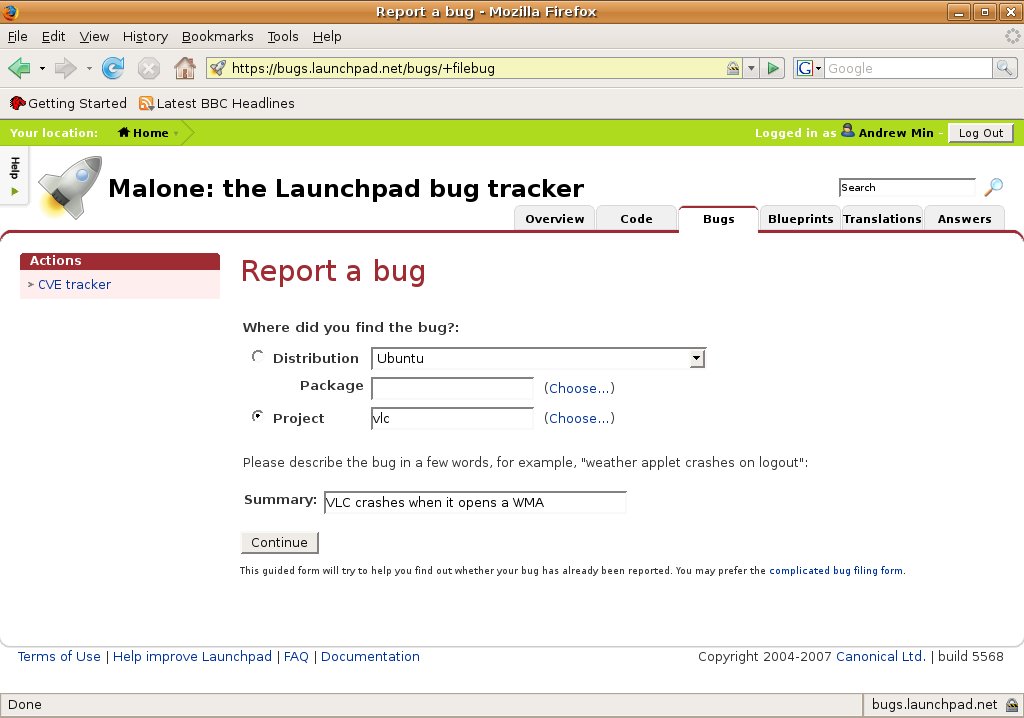 Report a bug - Mozilla Firefox
File Edit View History Bookmarks Tools Help
https://bugs.launchpad.net/bugs/+filebug
G Google
Getting Started Latest BBC Headlines
Your location: Home Logged in as Andrew Min - Log Out
Help
Malone: the Launchpad bug tracker
Search
Overview Code Bugs Blueprints Translations Answers
Actions
CVE tracker
Report a bug
Where did you find the bug?:
Distribution Ubuntu
Package (Choose...)
Project vlc (Choose...)
Please describe the bug in a few words, for example, "weather applet crashes on logout":
Summary: VLC crashes when it opens a WMA
Continue
This guided form will try to help you find out whether your bug has already been reported. You may prefer the complicated bug filing form.
Terms of Use | Help improve Launchpad | FAQ | Documentation
Copyright 2004-2007 Canonical Ltd. | build 5568
Done bugs.launchpad.net